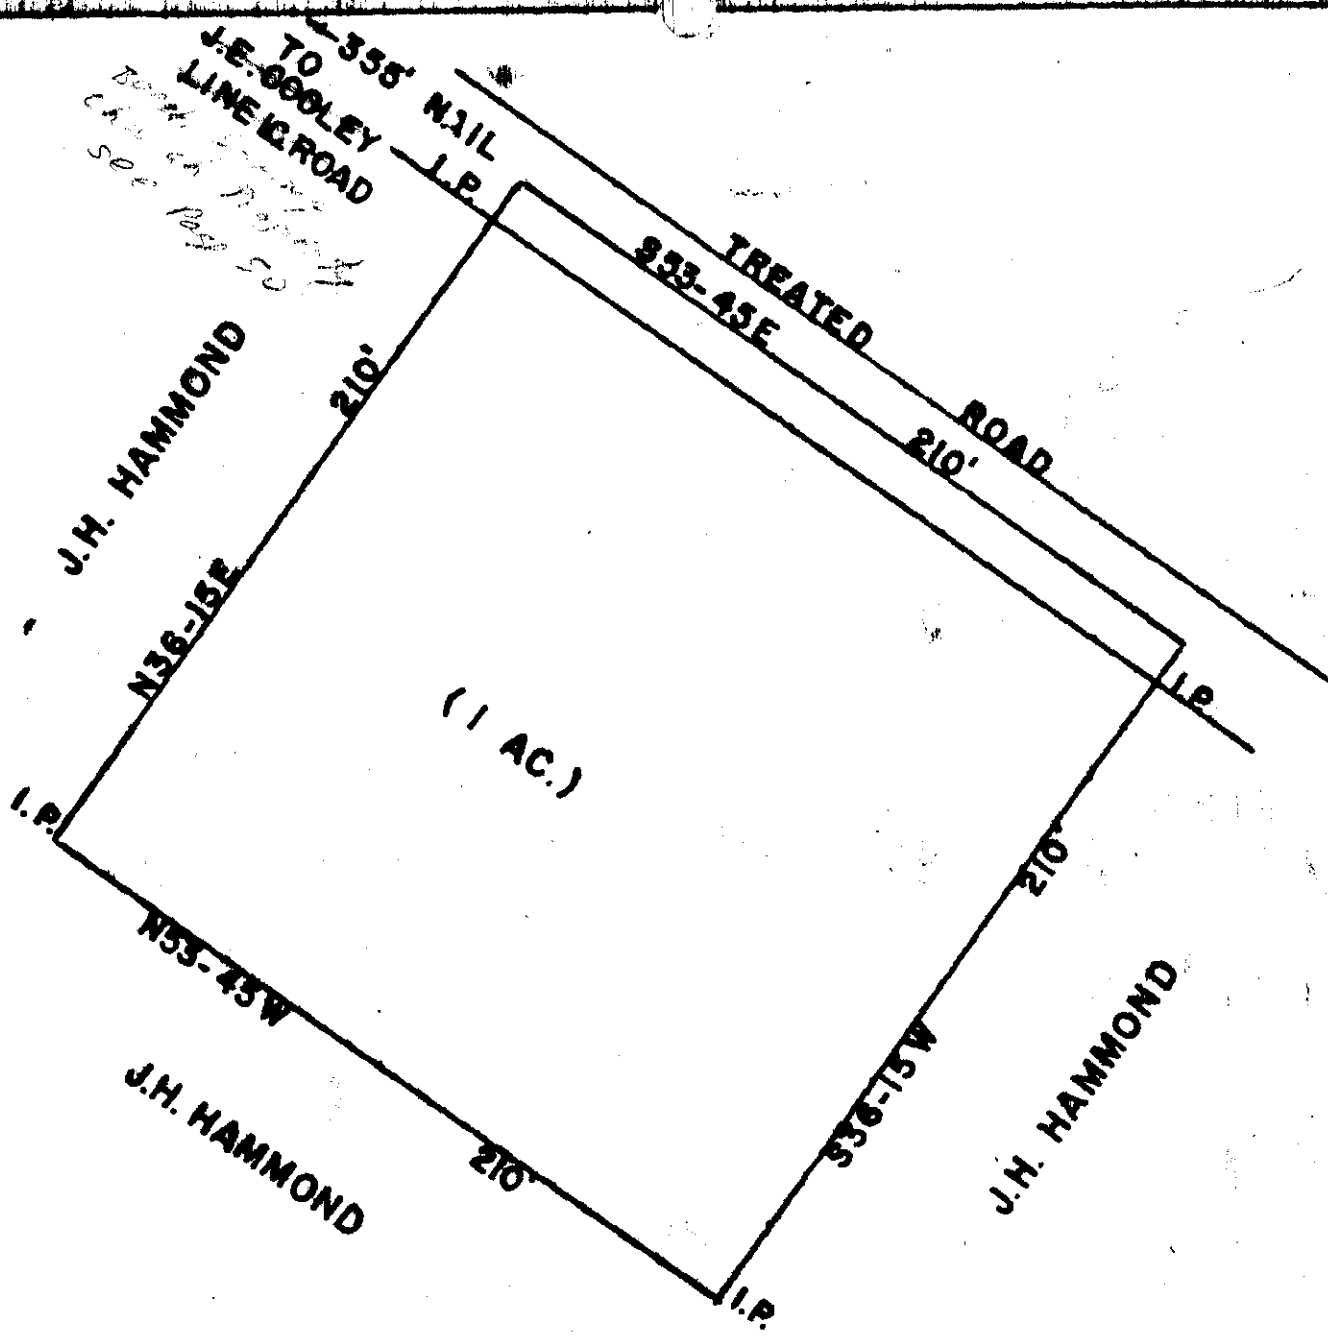 355'
TO NAIL
J.E. COOLEY
LINE & ROAD
I.P.
S53-45E
210'
TREATED ROAD
210'
N36-15E
J.H. HAMMOND
(1 AC.)
I.P.
I.P.
210'
S36-15W
J.H. HAMMOND
N53-45W
210'
J.H. HAMMOND
I.P.
see